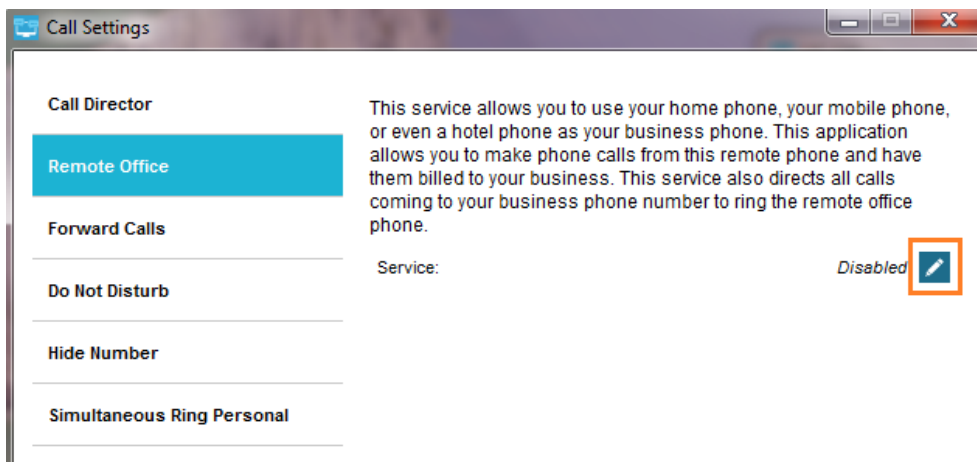 Call Settings
Call Director
Remote Office
Forward Calls
Do Not Disturb
Hide Number
Simultaneous Ring Personal
This service allows you to use your home phone, your mobile phone,
or even a hotel phone as your business phone. This application
allows you to make phone calls from this remote phone and have
them billed to your business. This service also directs all calls
coming to your business phone number to ring the remote office
phone.
Service: Disabled